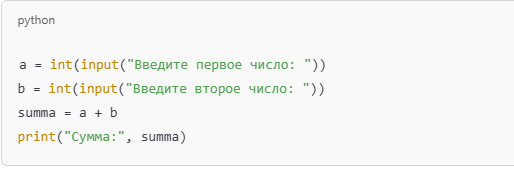 python
a = int(input("Введите первое число: "))
b = int(input("Введите второе число: "))
summa = a + b
print("Сумма:", summa)